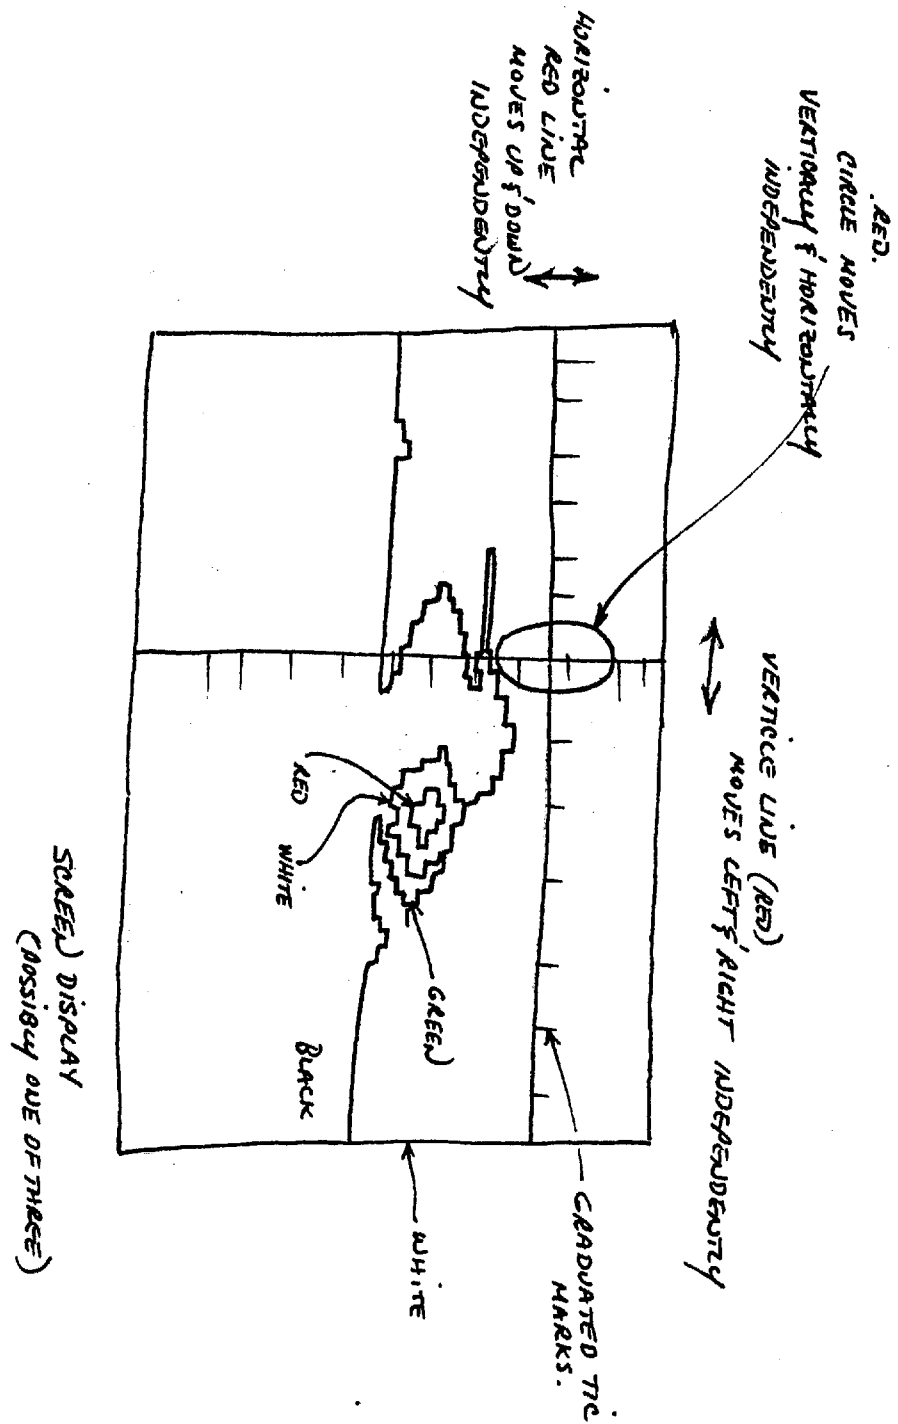 RED.
CIRCLE MOVES
VERTICALLY & HORIZONTALLY
INDEPENDENTLY
VERTICLE LINE (RED)
MOVES LEFT & RIGHT INDEPENDENTLY
HORIZONTAL
RED LINE
MOVES UP & DOWN
INDEPENDENTLY
GRADUATED TIC
MARKS.
WHITE
GREEN
RED
WHITE
BLACK
SCREEN DISPLAY
(POSSIBLY ONE OF THREE)